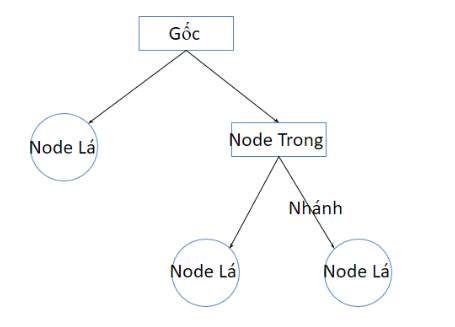 Gốc
Node Lá
Node Trong
Nhánh
Node Lá
Node Lá